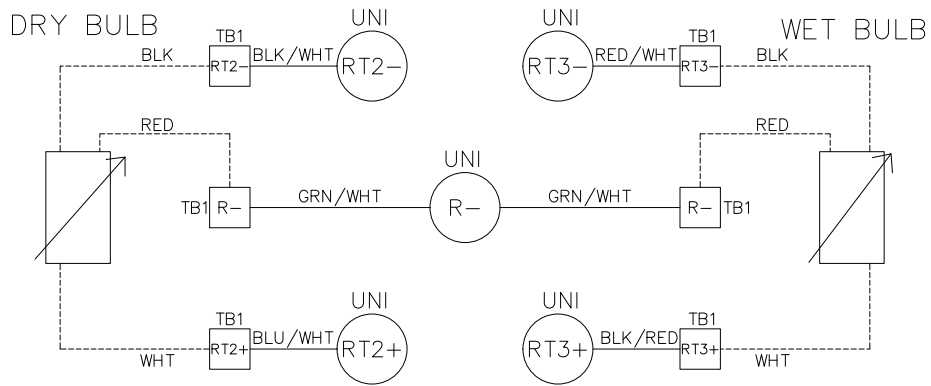 DRY BULB
UNI
UNI
WET BULB
TB1
TB1
BLK
BLK/WHT
RED/WHT
BLK
RT2-
RT2-
RT3-
RT3-
RED
RED
UNI
GRN/WHT
GRN/WHT
TB1
R-
R-
R-
TB1
UNI
UNI
TB1
TB1
BLU/WHT
BLK/RED
RT2+
RT2+
RT3+
RT3+
WHT
WHT